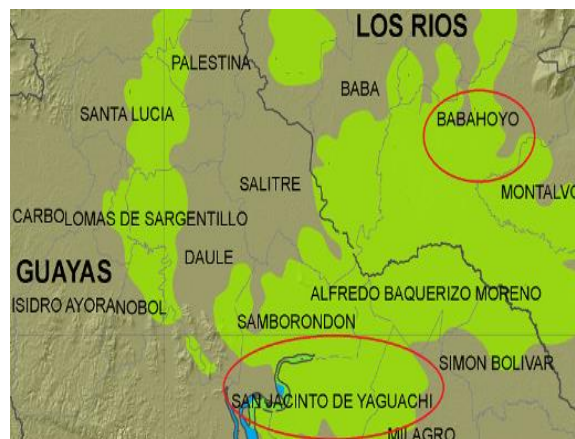 LOS RIOS
PALESTINA
BABA
SANTA LUCIA
BABAHOYO
SALITRE
MONTALVO
CARBO
LOMAS DE SARGENTILLO
DAULE
GUAYAS
ISIDRO AYORA
NOBOL
ALFREDO BAQUERIZO MORENO
SAMBORONDON
SIMON BOLIVAR
SAN JACINTO DE YAGUACHI
MILAGRO